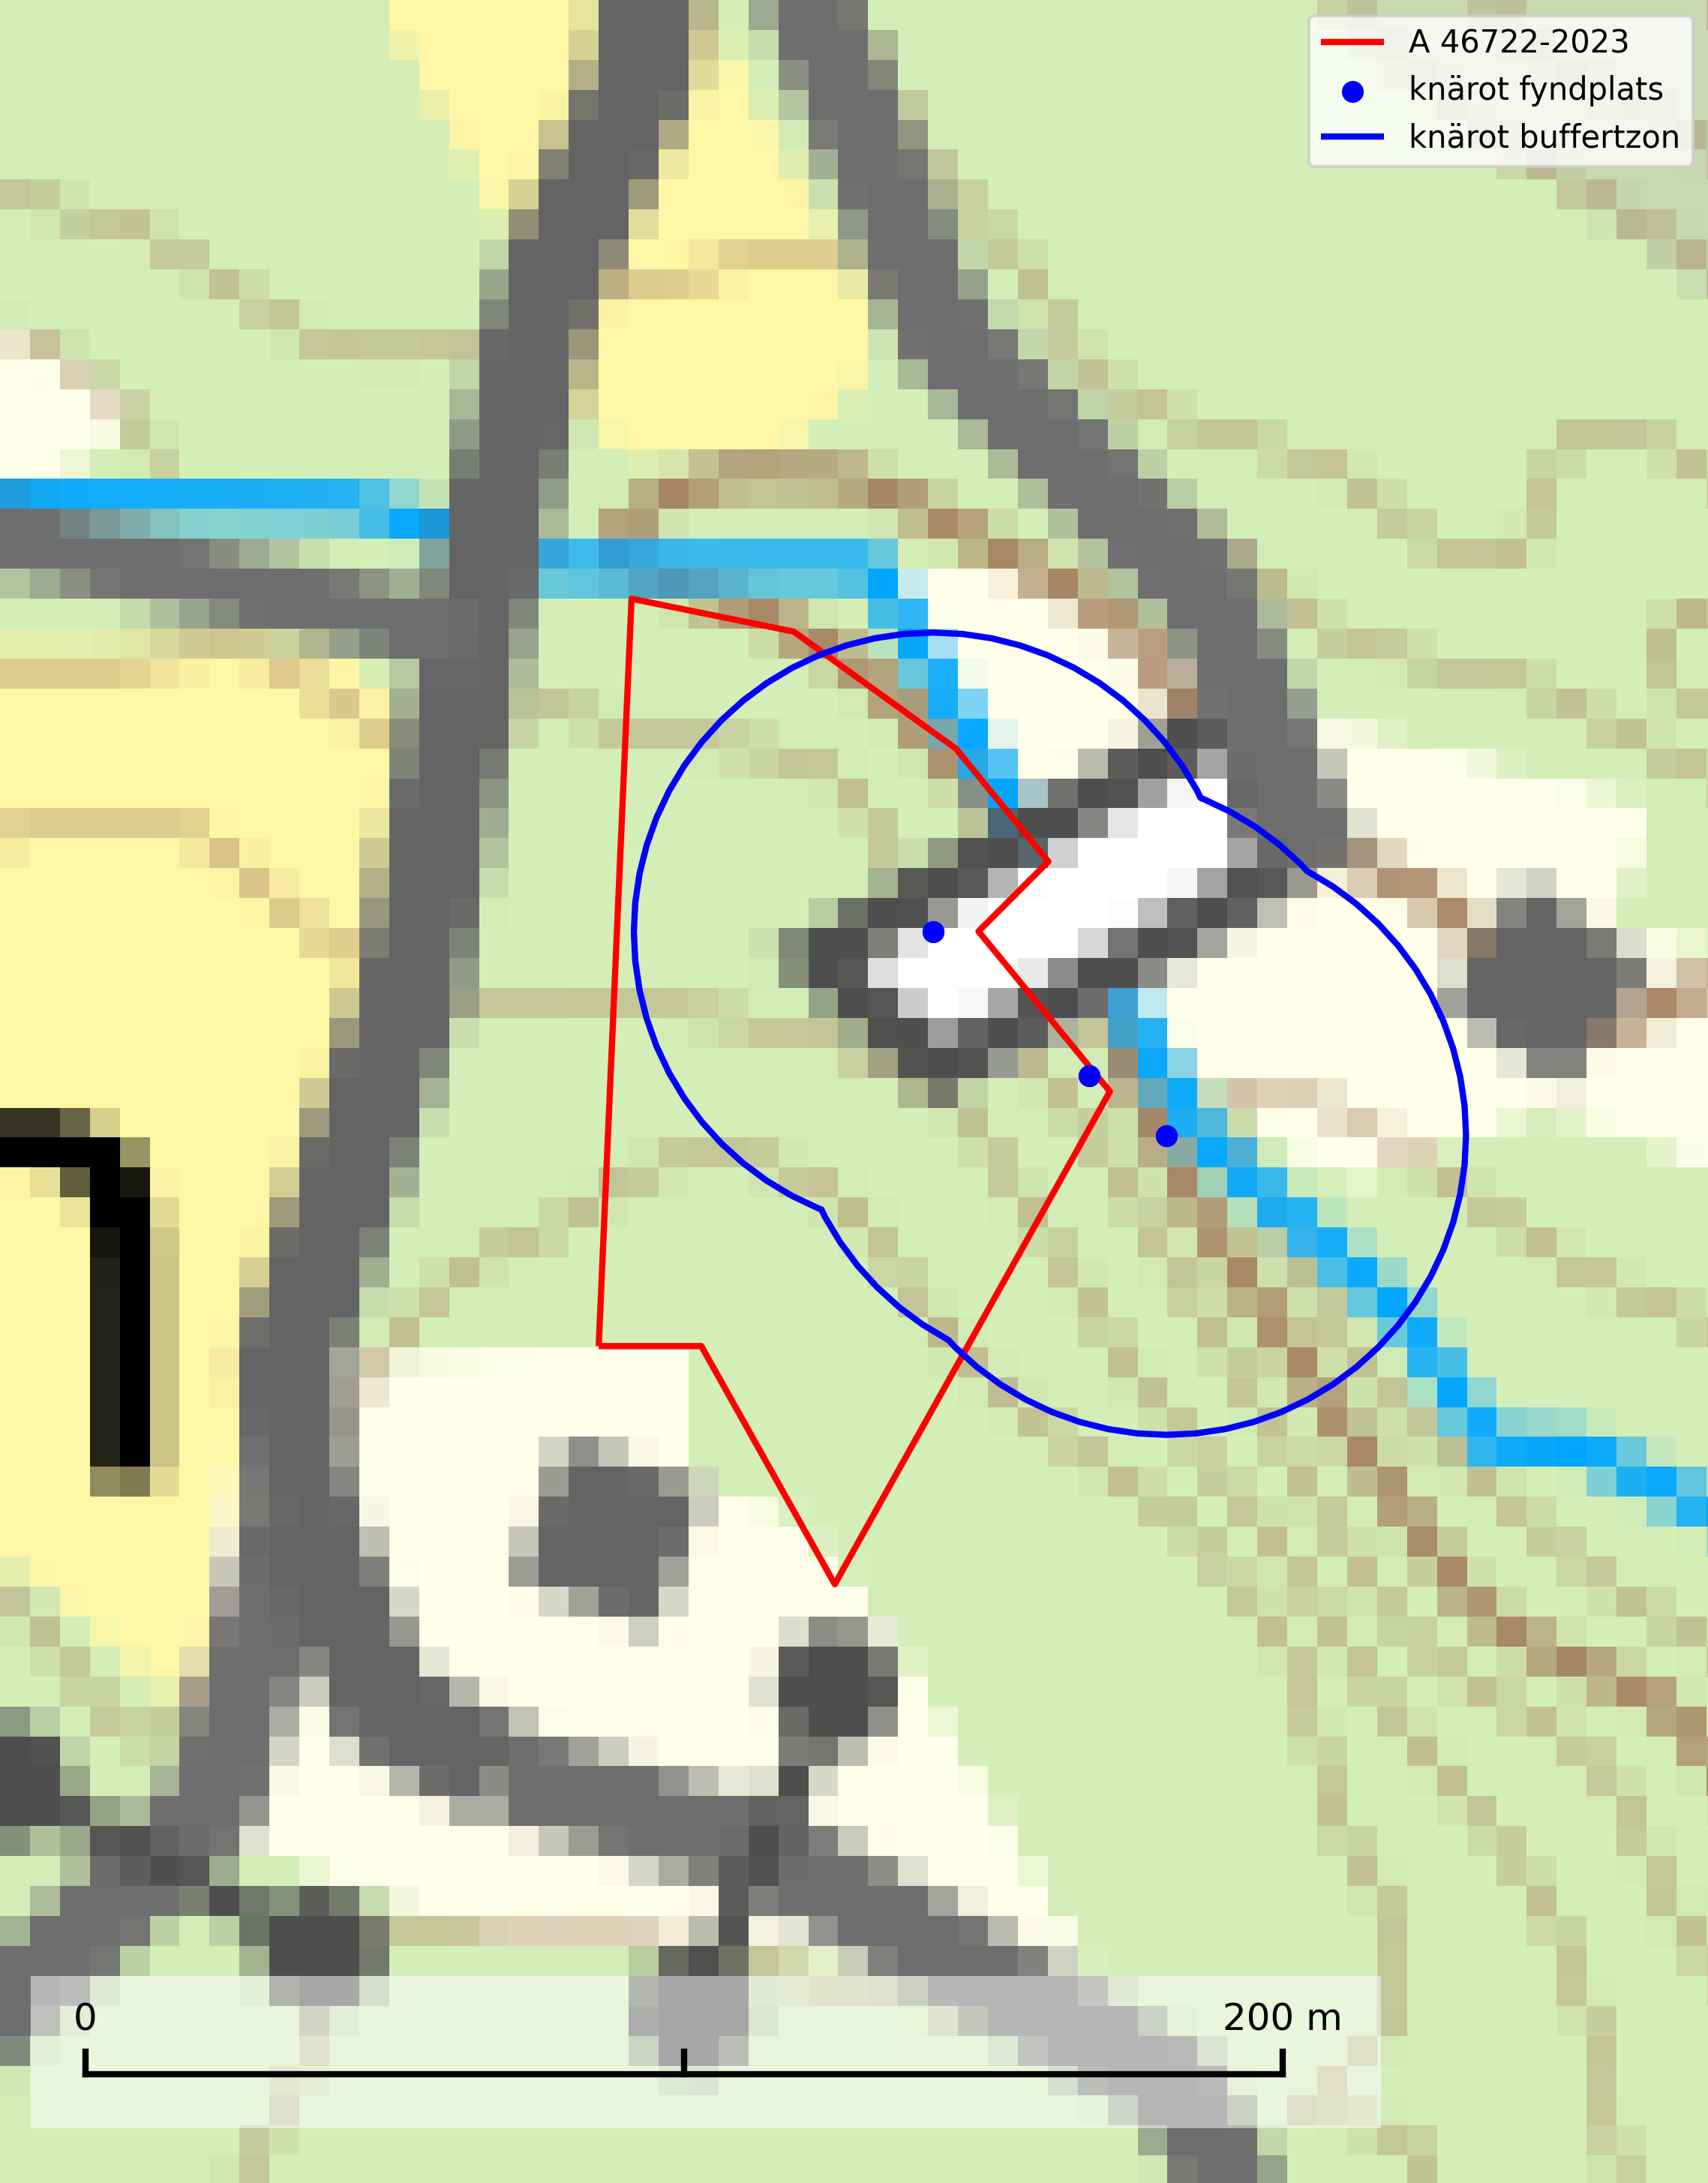 A 46722-2023
knärot fyndplats
knärot buffertzon
0
200 m